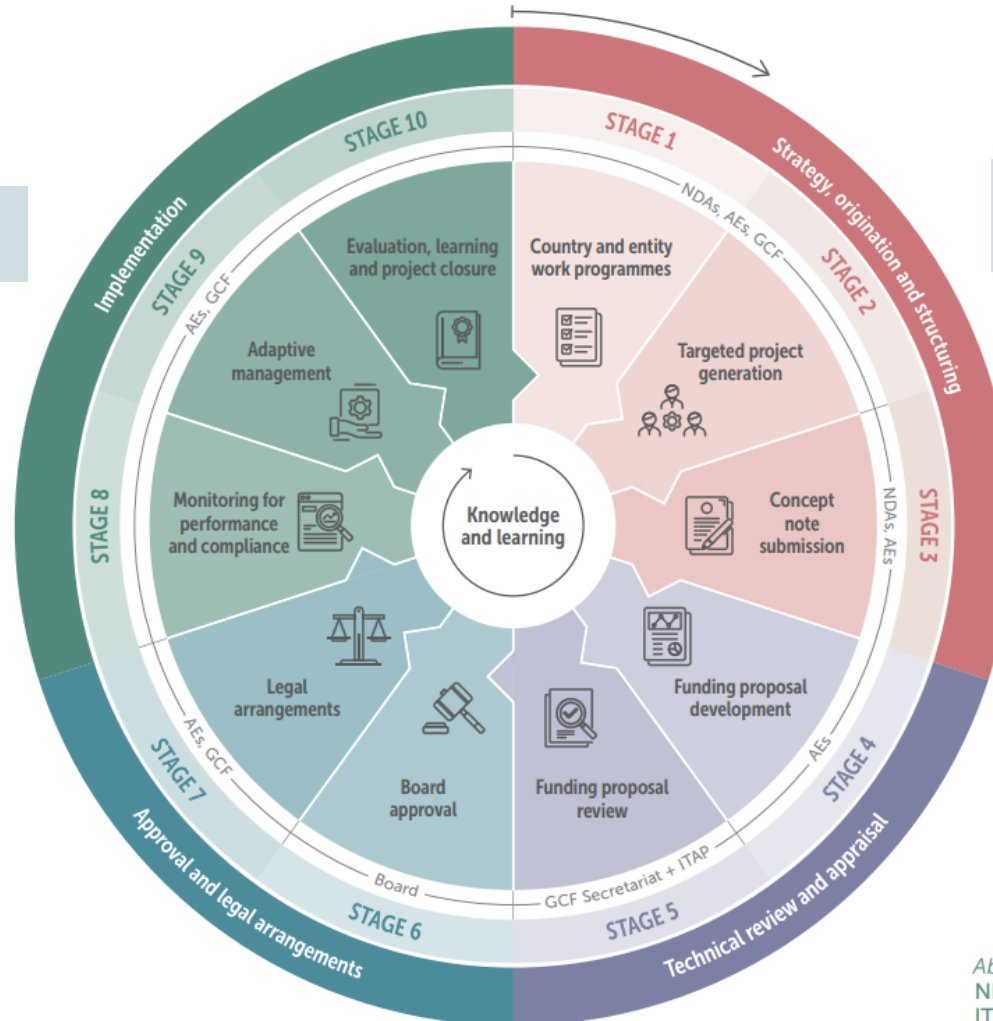 STAGE 1
Country and entity
work programmes
NDAs, AEs, GCF
Strategy, origination and structuring
STAGE 2
Targeted project
generation
STAGE 3
Concept
note
submission
NDAs, AEs
STAGE 4
Funding proposal
development
AEs
Technical review and appraisal
STAGE 5
Funding proposal
review
GCF Secretariat + ITAP
STAGE 6
Board
approval
Board
Approval and legal arrangements
STAGE 7
Legal
arrangements
AEs, GCF
STAGE 8
Monitoring for
performance
and compliance
STAGE 9
Adaptive
management
AEs, GCF
Implementation
STAGE 10
Evaluation, learning
and project closure
Knowledge
and learning